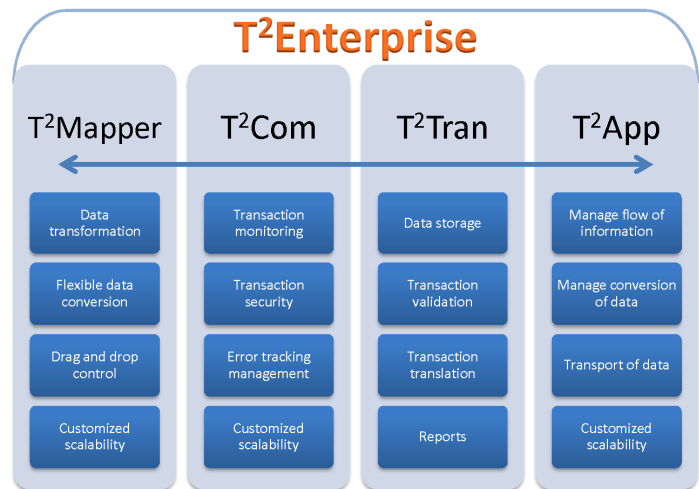 T²Enterprise
T²Mapper
Data
transformation
Flexible data
conversion
Drag and drop
control
Customized
scalability
T²Com
Transaction
monitoring
Transaction
security
Error tracking
management
Customized
scalability
T²Tran
Data storage
Transaction
validation
Transaction
translation
Reports
T²App
Manage flow of
information
Manage conversion
of data
Transport of data
Customized
scalability